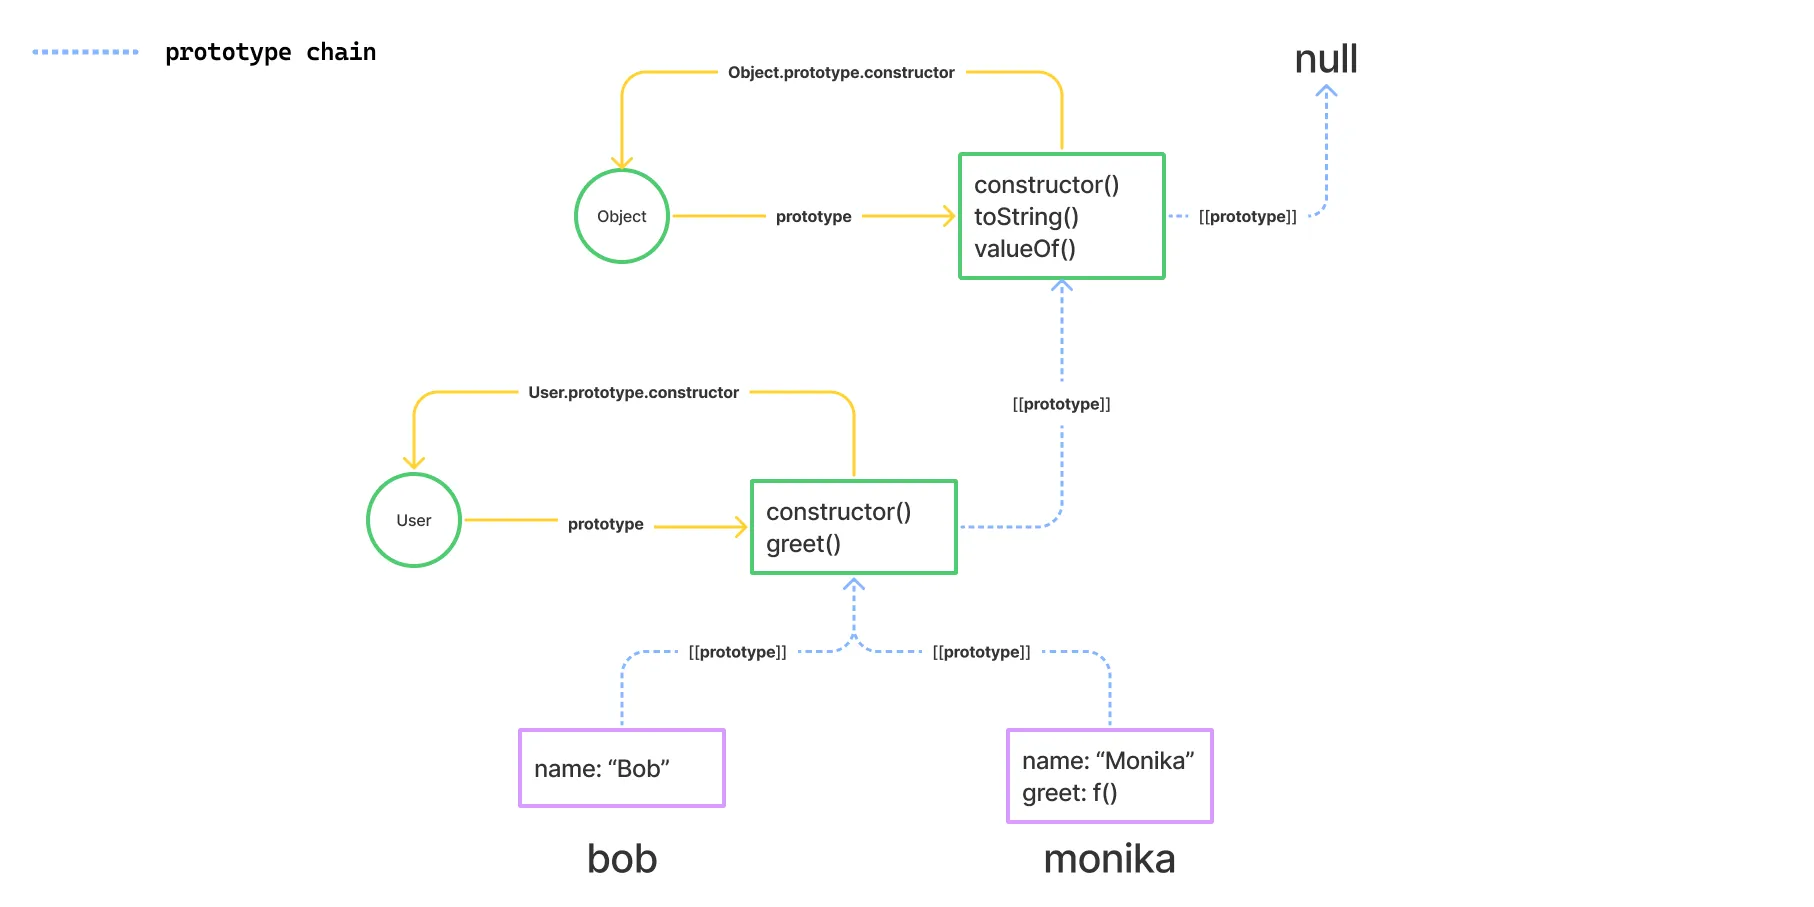 prototype chain
null
Object.prototype.constructor
constructor()
toString()
valueOf()
Object
prototype
[[prototype]]
[[prototype]]
User.prototype.constructor
constructor()
greet()
User
prototype
[[prototype]]
[[prototype]]
name: “Bob”
name: “Monika”
greet: f()
bob
monika